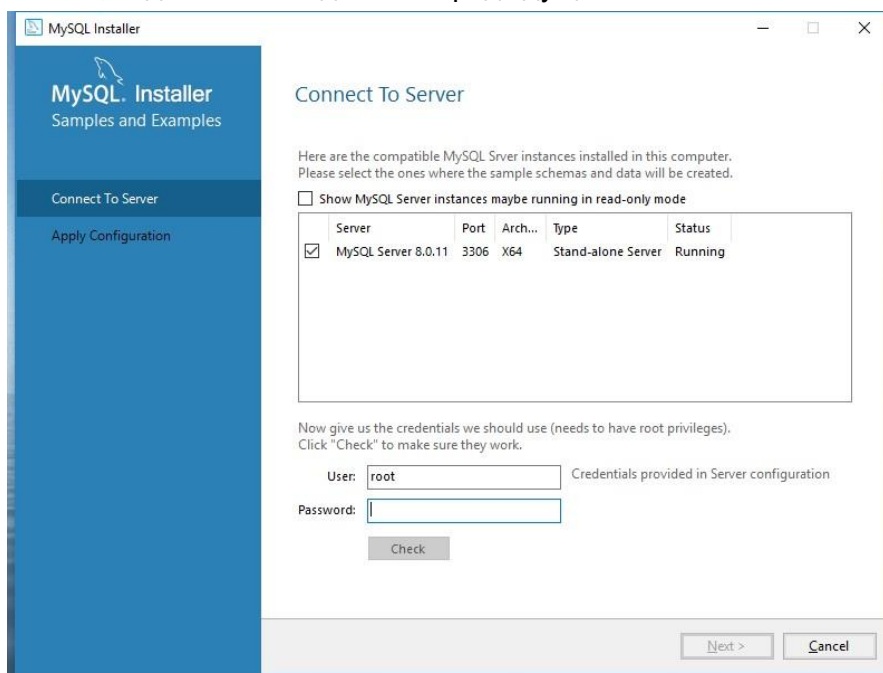 MySQL Installer
MySQL. Installer
Samples and Examples
Connect To Server
Apply Configuration
Connect To Server
Here are the compatible MySQL Srver instances installed in this computer.
Please select the ones where the sample schemas and data will be created.
Show MySQL Server instances maybe running in read-only mode
Server Port Arch... Type Status
MySQL Server 8.0.11 3306 X64 Stand-alone Server Running
Now give us the credentials we should use (needs to have root privileges).
Click "Check" to make sure they work.
User: root Credentials provided in Server configuration
Password:
Check
Next > Cancel